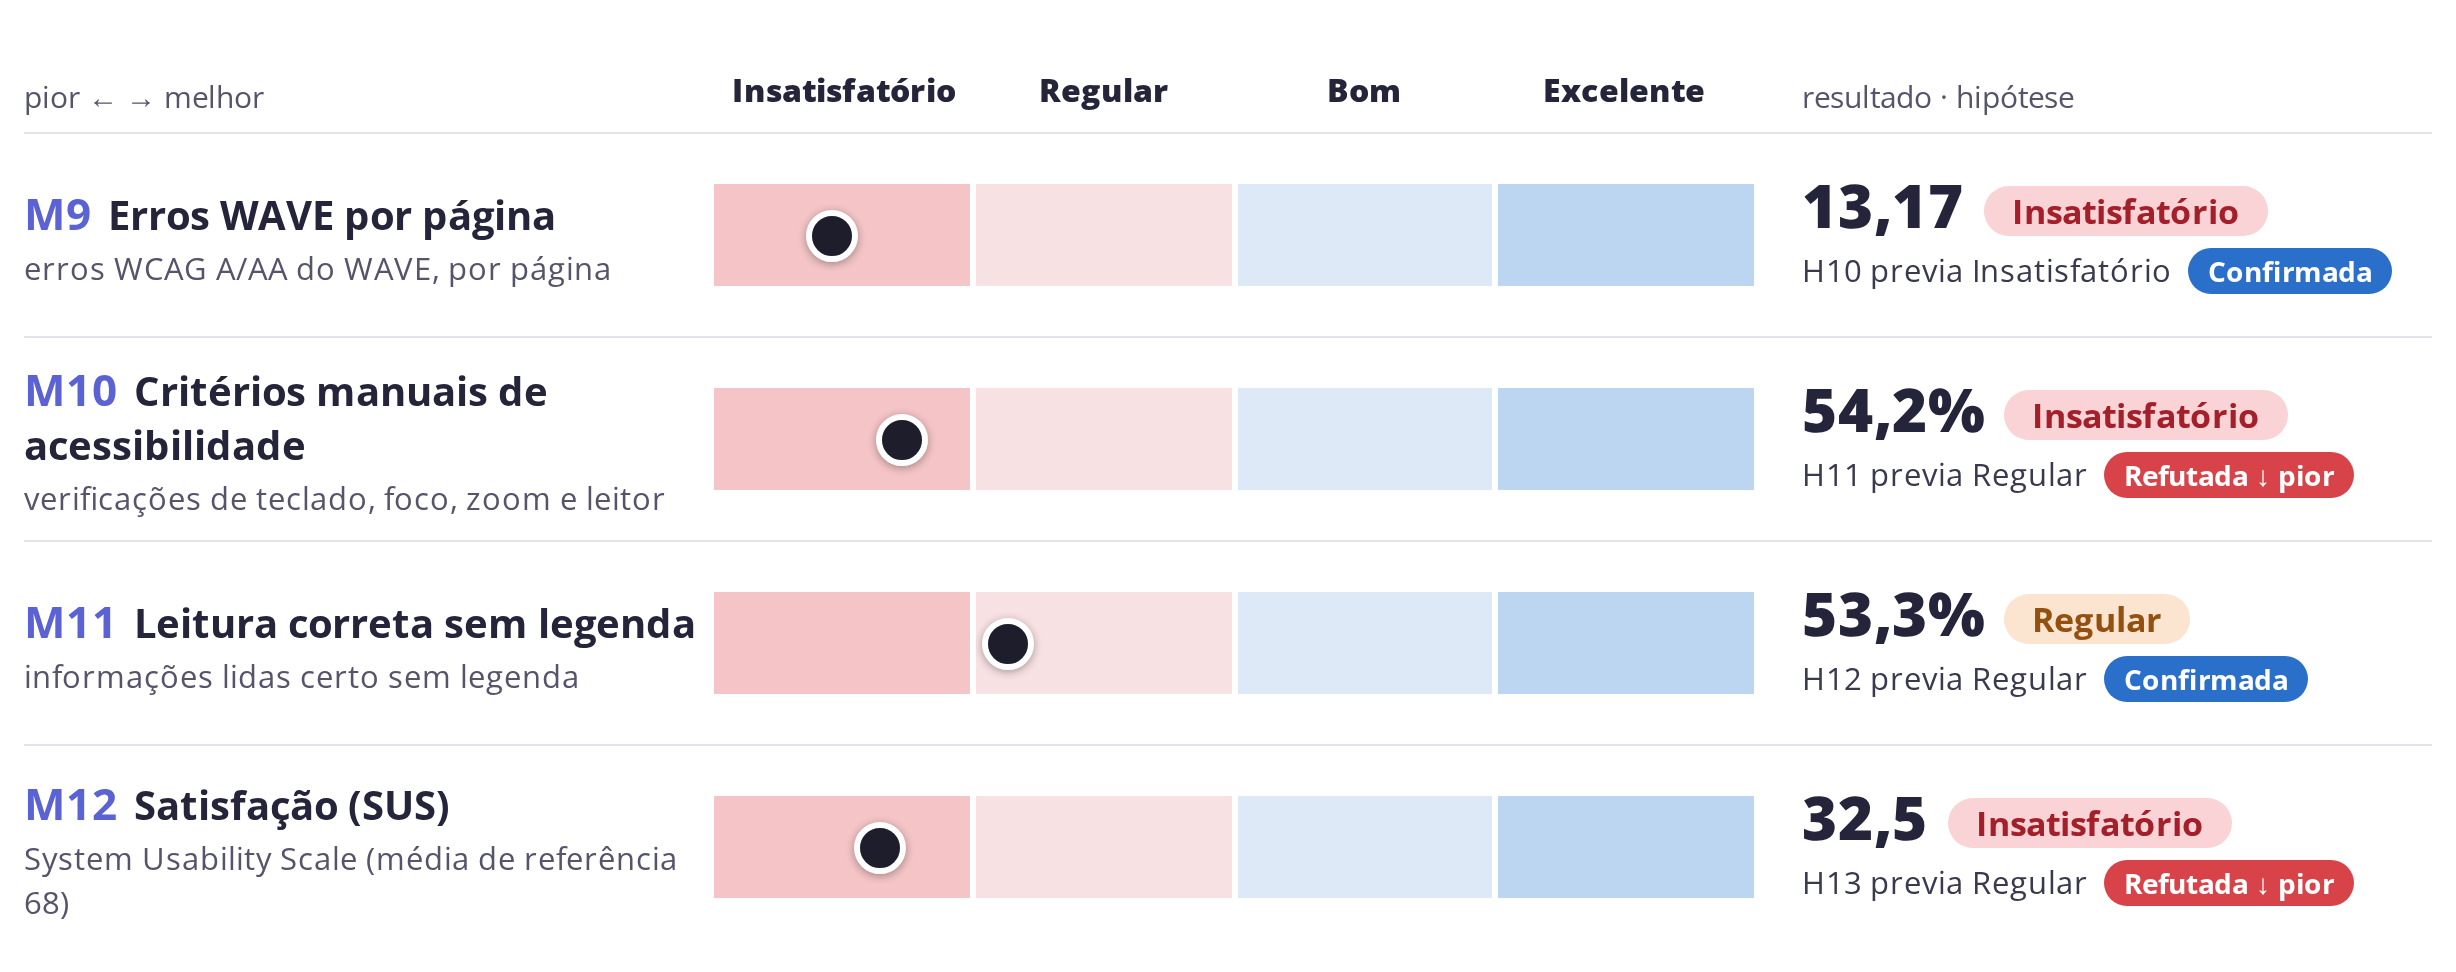 pior ← → melhor
Insatisfatório
Regular
Bom
Excelente
resultado · hipótese
M9 Erros WAVE por página
erros WCAG A/AA do WAVE, por página
13,17 Insatisfatório
H10 previa Insatisfatório Confirmada
M10 Critérios manuais de
acessibilidade
verificações de teclado, foco, zoom e leitor
54,2% Insatisfatório
H11 previa Regular Refutada ↓ pior
M11 Leitura correta sem legenda
informações lidas certo sem legenda
53,3% Regular
H12 previa Regular Confirmada
M12 Satisfação (SUS)
System Usability Scale (média de referência
68)
32,5 Insatisfatório
H13 previa Regular Refutada ↓ pior